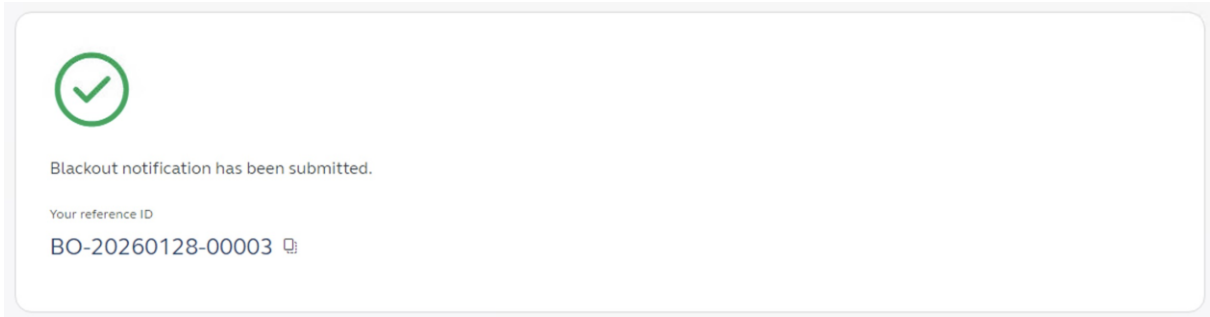 Blackout notification has been submitted.
Your reference ID
BO-20260128-00003